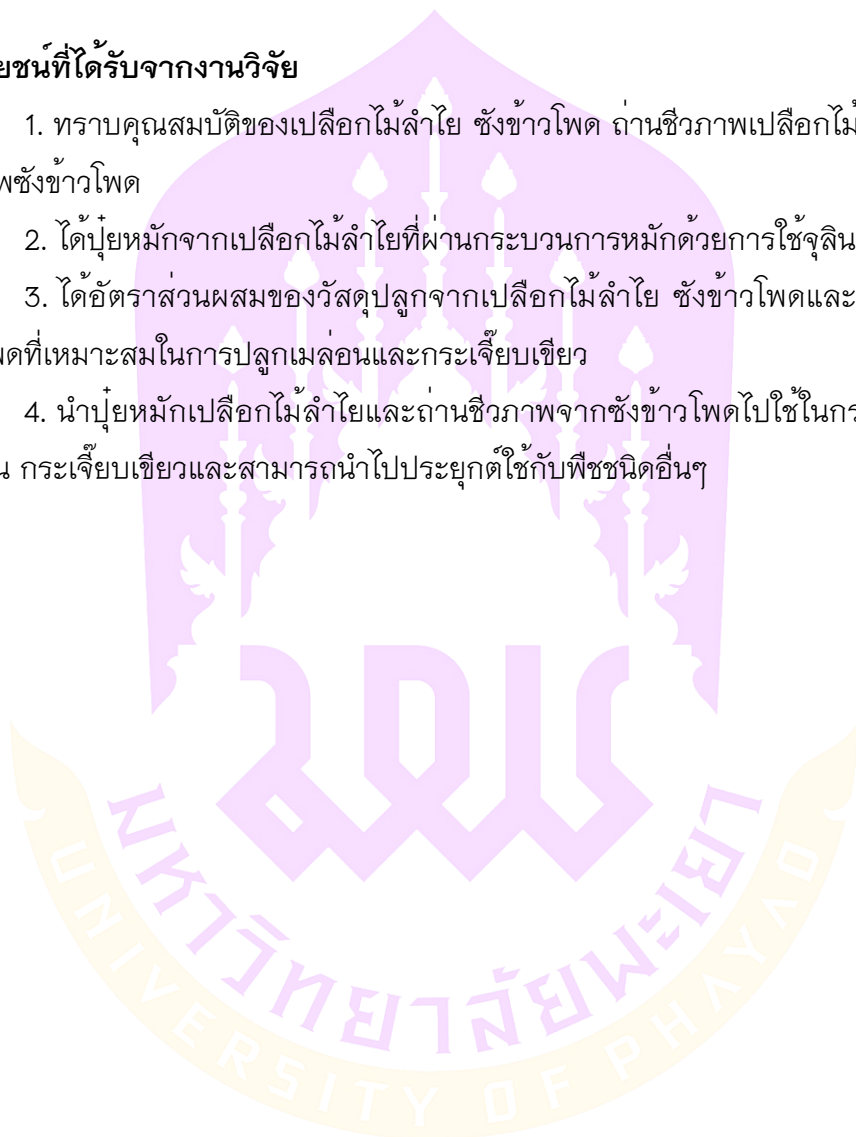 ยชน์ที่ได้รับจากงานวิจัย
1. ทราบคุณสมบัติของเปลือกไม้ลำไย ซังข้าวโพด ถ่านชีวภาพเปลือกไม้
พซังข้าวโพด
2. ได้ปุ๋ยหมักจากเปลือกไม้ลำไยที่ผ่านกระบวนการหมักด้วยการใช้จุลิน
3. ได้อัตราส่วนผสมของวัสดุปลูกจากเปลือกไม้ลำไย ซังข้าวโพดและ
พดที่เหมาะสมในการปลูกเมล่อนและกระเจี๊ยบเขียว
4. นำปุ๋ยหมักเปลือกไม้ลำไยและถ่านชีวภาพจากซังข้าวโพดไปใช้ในกร
น กระเจี๊ยบเขียวและสามารถนำไปประยุกต์ใช้กับพืชชนิดอื่นๆ
มหาวิทยาลัยพะเยา
UNIVERSITY OF PHAYAO